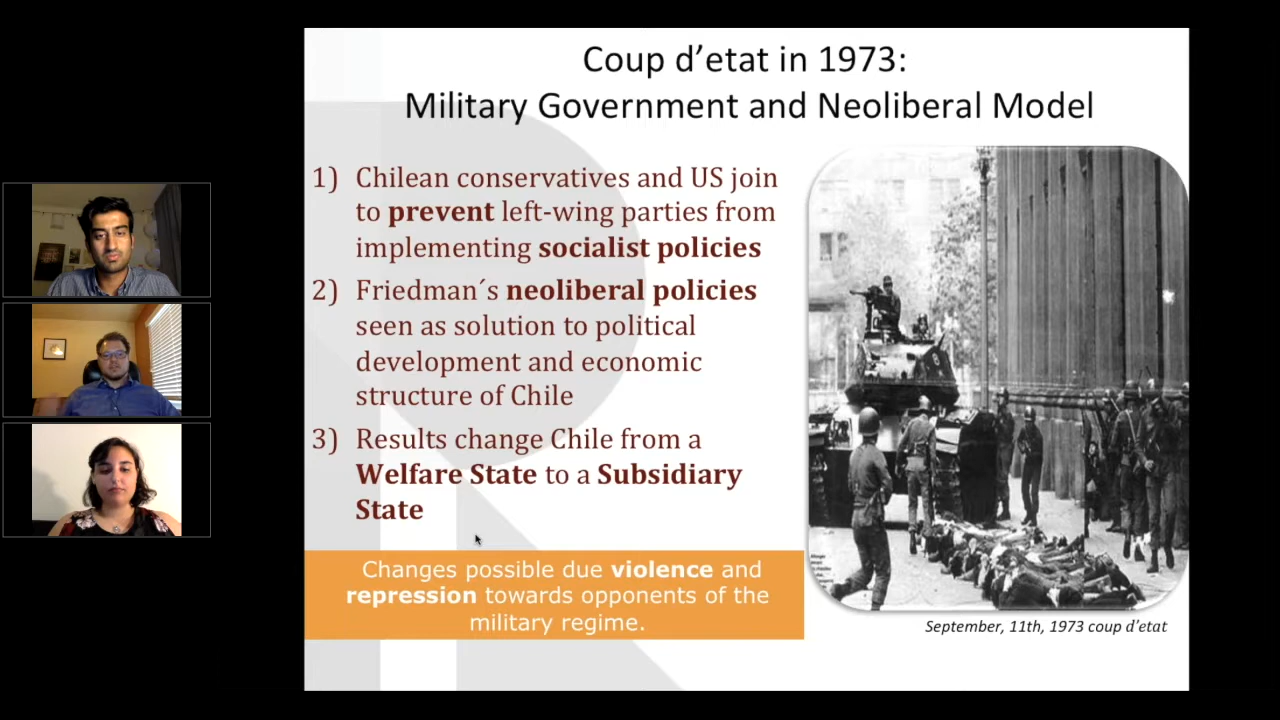 Coup d’etat in 1973:
Military Government and Neoliberal Model
1) Chilean conservatives and US join
to prevent left-wing parties from
implementing socialist policies
2) Friedman´s neoliberal policies
seen as solution to political
development and economic
structure of Chile
3) Results change Chile from a
Welfare State to a Subsidiary
State
Changes possible due violence and
repression towards opponents of the
military regime.
September, 11th, 1973 coup d’etat